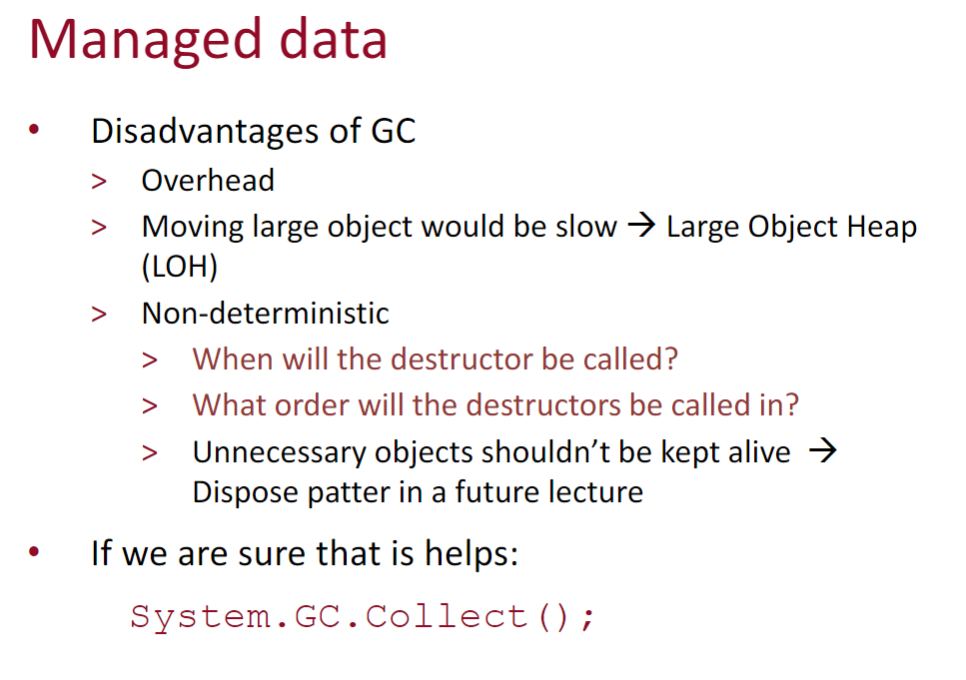 Managed data
• Disadvantages of GC
> Overhead
> Moving large object would be slow → Large Object Heap
(LOH)
> Non-deterministic
> When will the destructor be called?
> What order will the destructors be called in?
> Unnecessary objects shouldn’t be kept alive →
Dispose patter in a future lecture
• If we are sure that is helps:
System.GC.Collect();